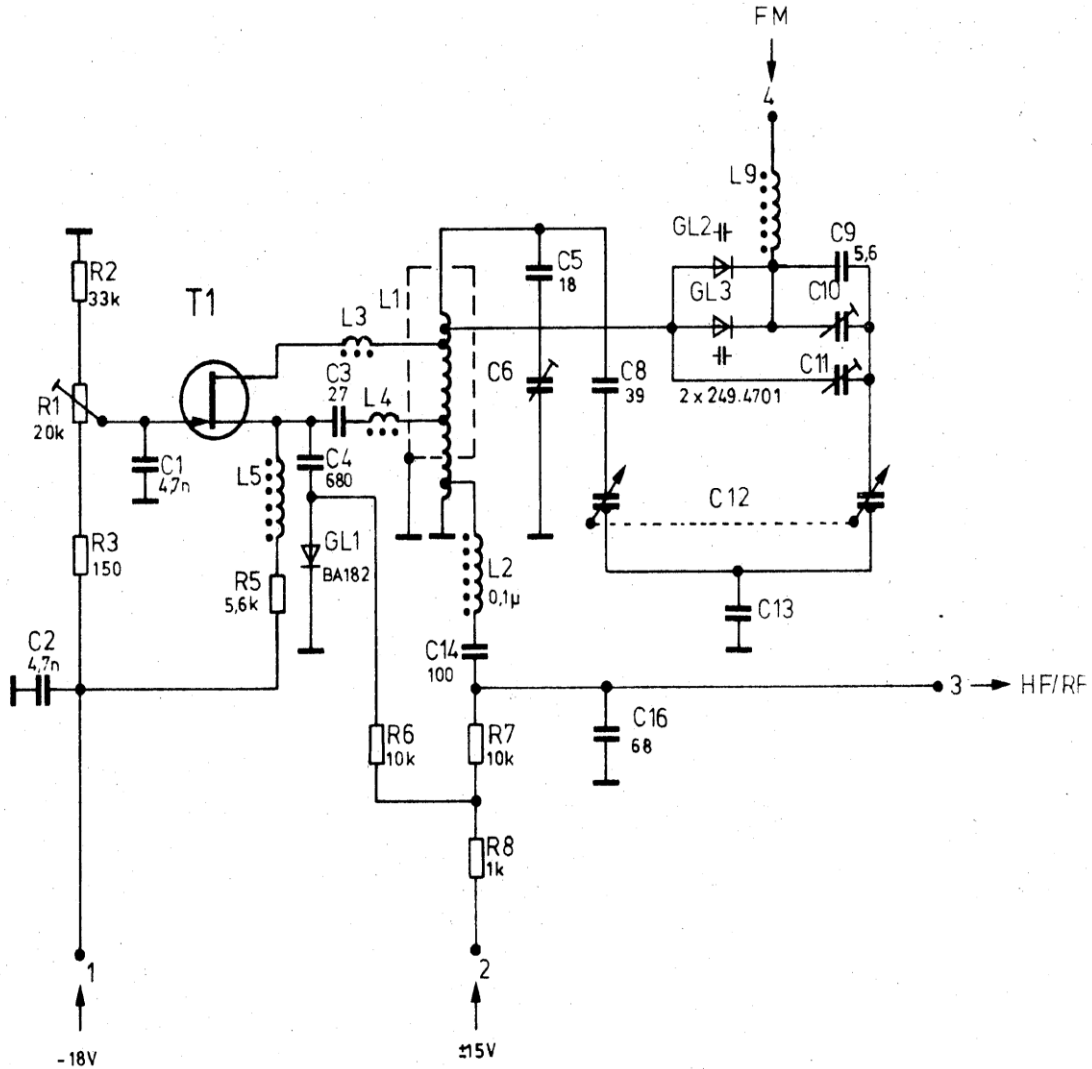 FM
4
L9
GL2
C9
5,6
C5
18
R2
33k
T1
L1
GL3
C10
L3
C6
C8
39
C11
2 x 249.4701
C3
27
L4
R1
20k
C1
4,7n
L5
C4
680
C12
R3
150
GL1
BA182
L2
0,1µ
R5
5,6k
C13
C2
4,7n
C14
100
3
HF/RF
C16
68
R6
10k
R7
10k
R8
1k
1
2
-18V
±15V